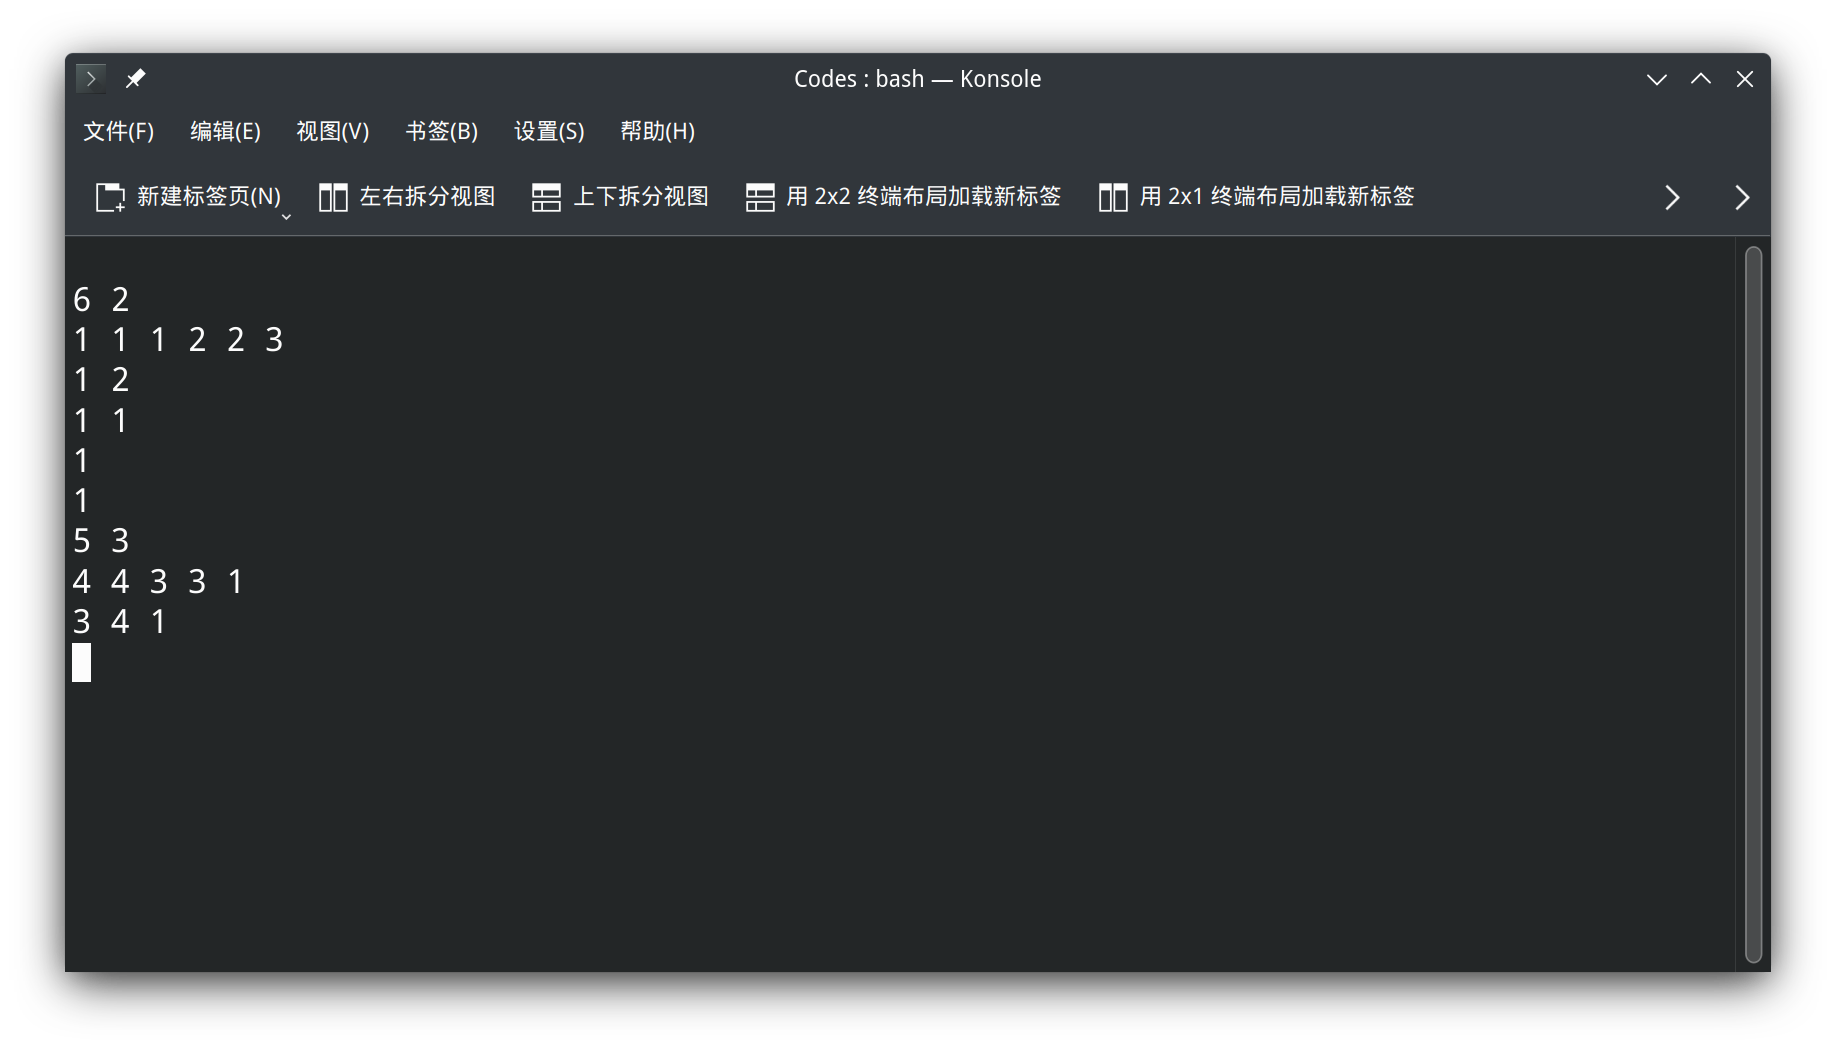 Codes : bash — Konsole
文件(F) 编辑(E) 视图(V) 书签(B) 设置(S) 帮助(H)
新建标签页(N) 左右拆分视图 上下拆分视图 用 2x2 终端布局加载新标签 用 2x1 终端布局加载新标签
6 2
1 1 1 2 2 3
1 2
1 1
1
1
5 3
4 4 3 3 1
3 4 1